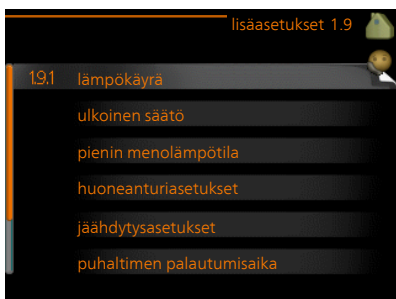 lisäasetukset 1.9
1.9.1 lämpökäyrä
ulkoinen säätö
pienin menolämpötila
huoneanturiasetukset
jäähdytysasetukset
puhaltimen palautumisaika